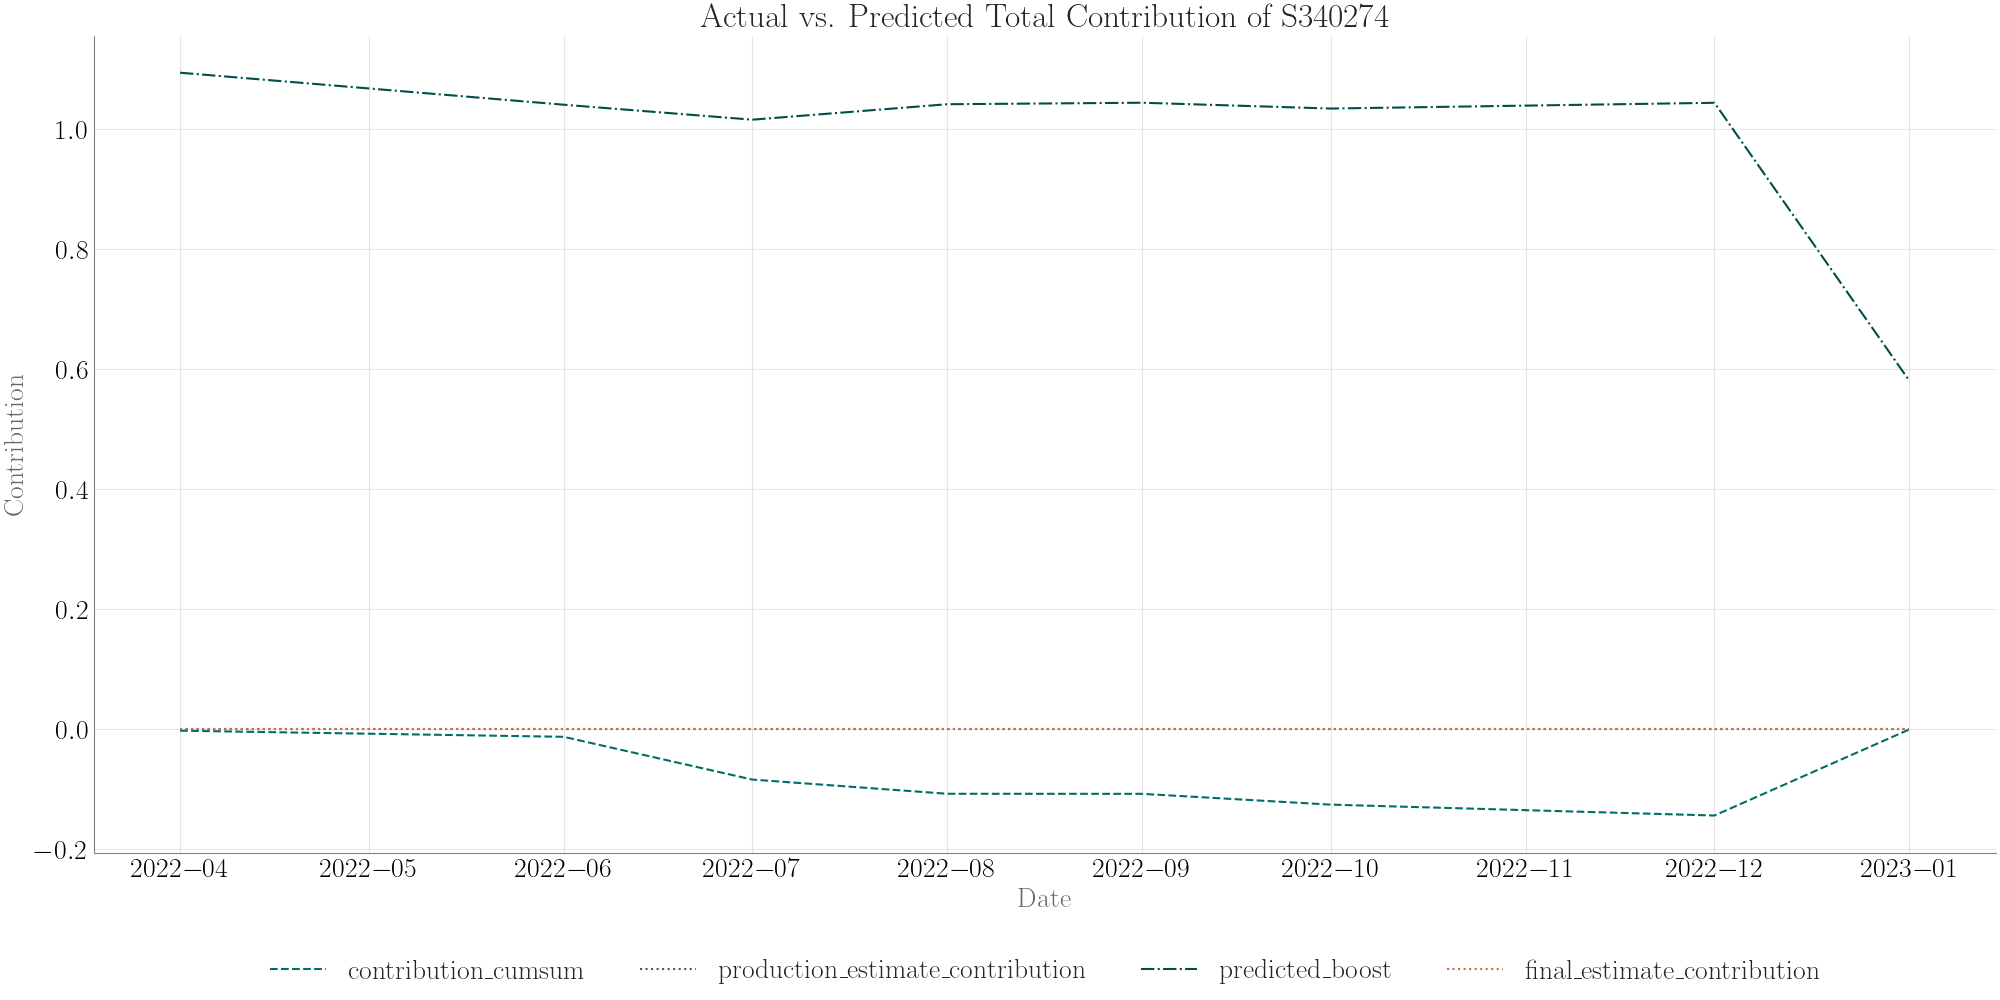 Actual vs. Predicted Total Contribution of S340274
Contribution
1.0
0.8
0.6
0.4
0.2
0.0
−0.2
2022−04 2022−05 2022−06 2022−07 2022−08 2022−09 2022−10 2022−11 2022−12 2023−01
Date
contribution_cumsum production_estimate_contribution predicted_boost final_estimate_contribution